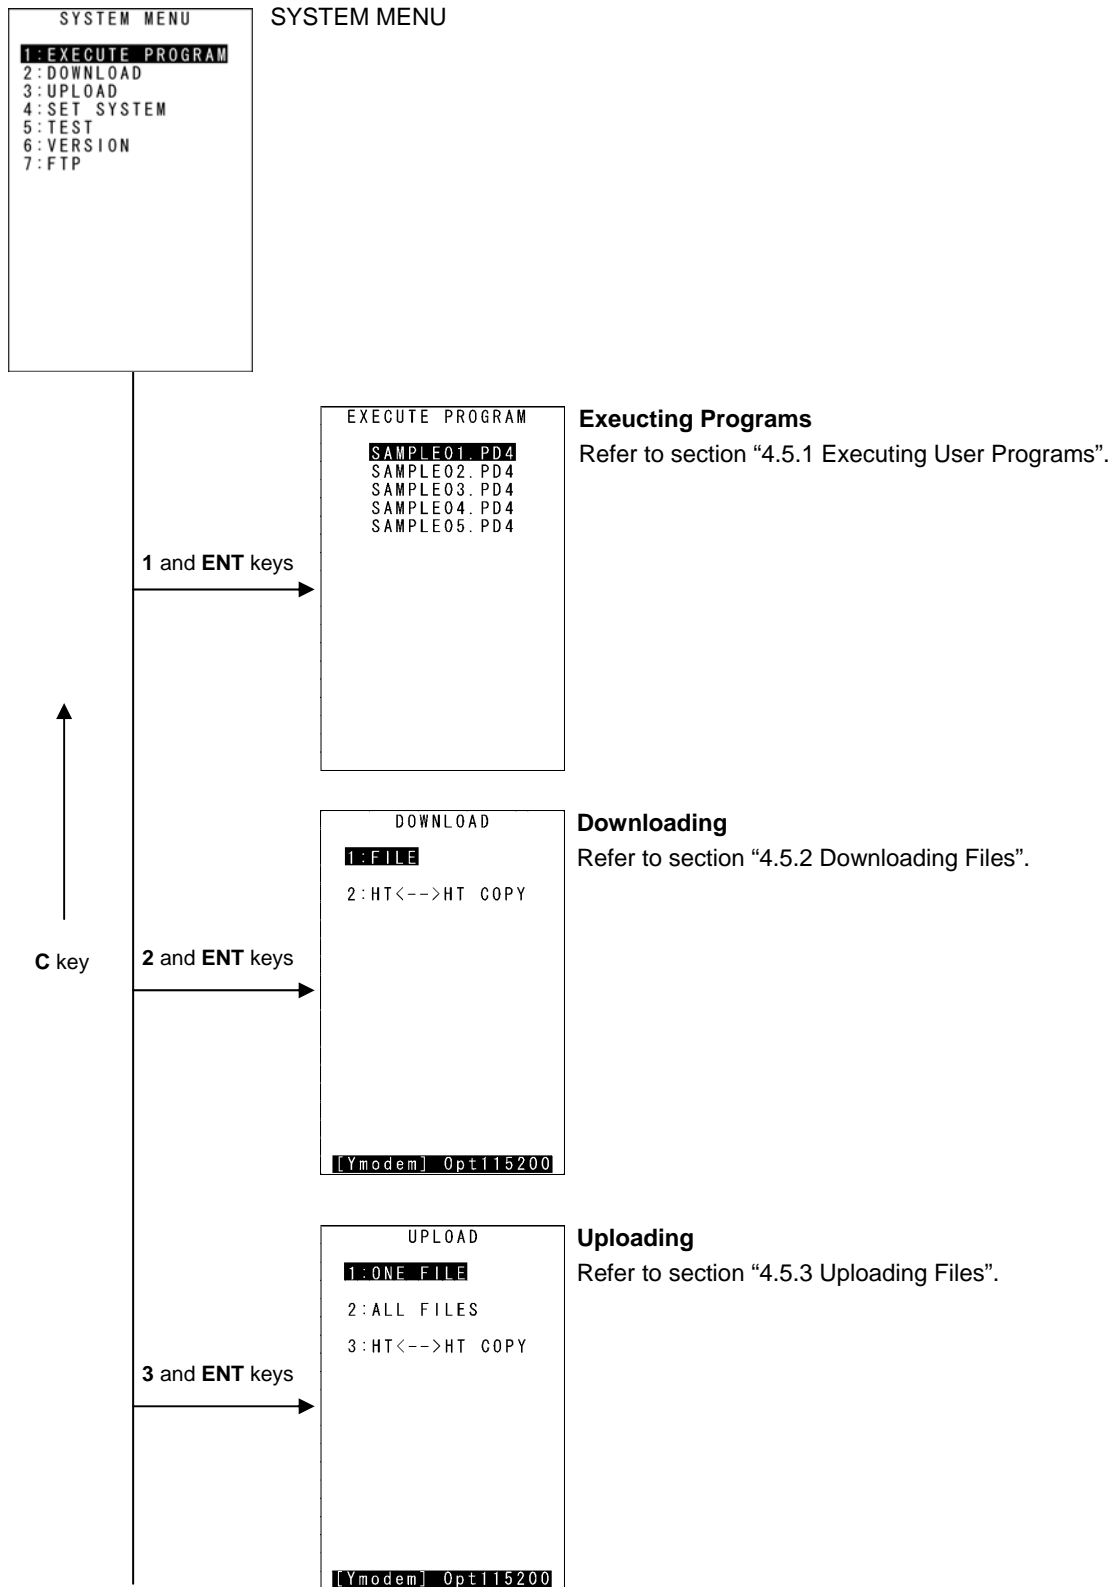 SYSTEM MENU
SYSTEM MENU
1:EXECUTE PROGRAM
2:DOWNLOAD
3:UPLOAD
4:SET SYSTEM
5:TEST
6:VERSION
7:FTP
EXECUTE PROGRAM
SAMPLE01.PD4
SAMPLE02.PD4
SAMPLE03.PD4
SAMPLE04.PD4
SAMPLE05.PD4
Exeucting Programs
Refer to section “4.5.1 Executing User Programs”.
1 and ENT keys
DOWNLOAD
1:FILE
2:HT<-->HT COPY
[Ymodem] Opt115200
Downloading
Refer to section “4.5.2 Downloading Files”.
C key
2 and ENT keys
UPLOAD
1:ONE FILE
2:ALL FILES
3:HT<-->HT COPY
[Ymodem] Opt115200
Uploading
Refer to section “4.5.3 Uploading Files”.
3 and ENT keys